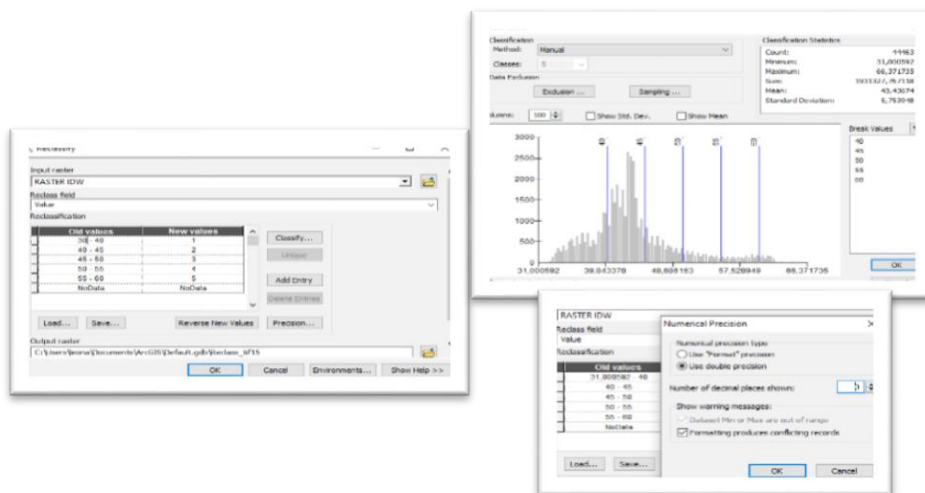 Classification
Method: Manual
Classes: 5
Data Exclusion
Exclusion ... Sampling ...
100 Show Std. Dev. Show Mean
Classification Statistics
Count: 44463
Minimum: 31,000592
Maximum: 66,371735
Sum:
Mean:
Standard Deviation:
Break Values
40
45
50
55
60
3000
2500
2000
1500
1000
500
0
40 45 50 55 60
31,000592 39,843378 57,528949 66,371735
OK
Reclassify
Input raster
RASTER IDW
Reclass field
Value
Reclassification
Old values New values
30 - 40 1
40 - 45 2
45 - 50 3
50 - 55 4
55 - 60 5
NoData NoData
Classify...
Unique
Add Entry
Delete Entries
Load... Save... Reverse New Values Precision...
Output raster
OK Cancel Environments... Show Help >>
RASTER IDW
Reclass field
Value
Reclassification
Old values
31,000592 - 40
40 - 45
45 - 50
50 - 55
55 - 60
NoData
Load... Save...
Numerical Precision
Numerical precision type
Use "Format" precision
Use double precision
Number of decimal places shown:
Show warning messages:
Dataset Min or Max are out of range
Formatting produces conflicting records
OK Cancel